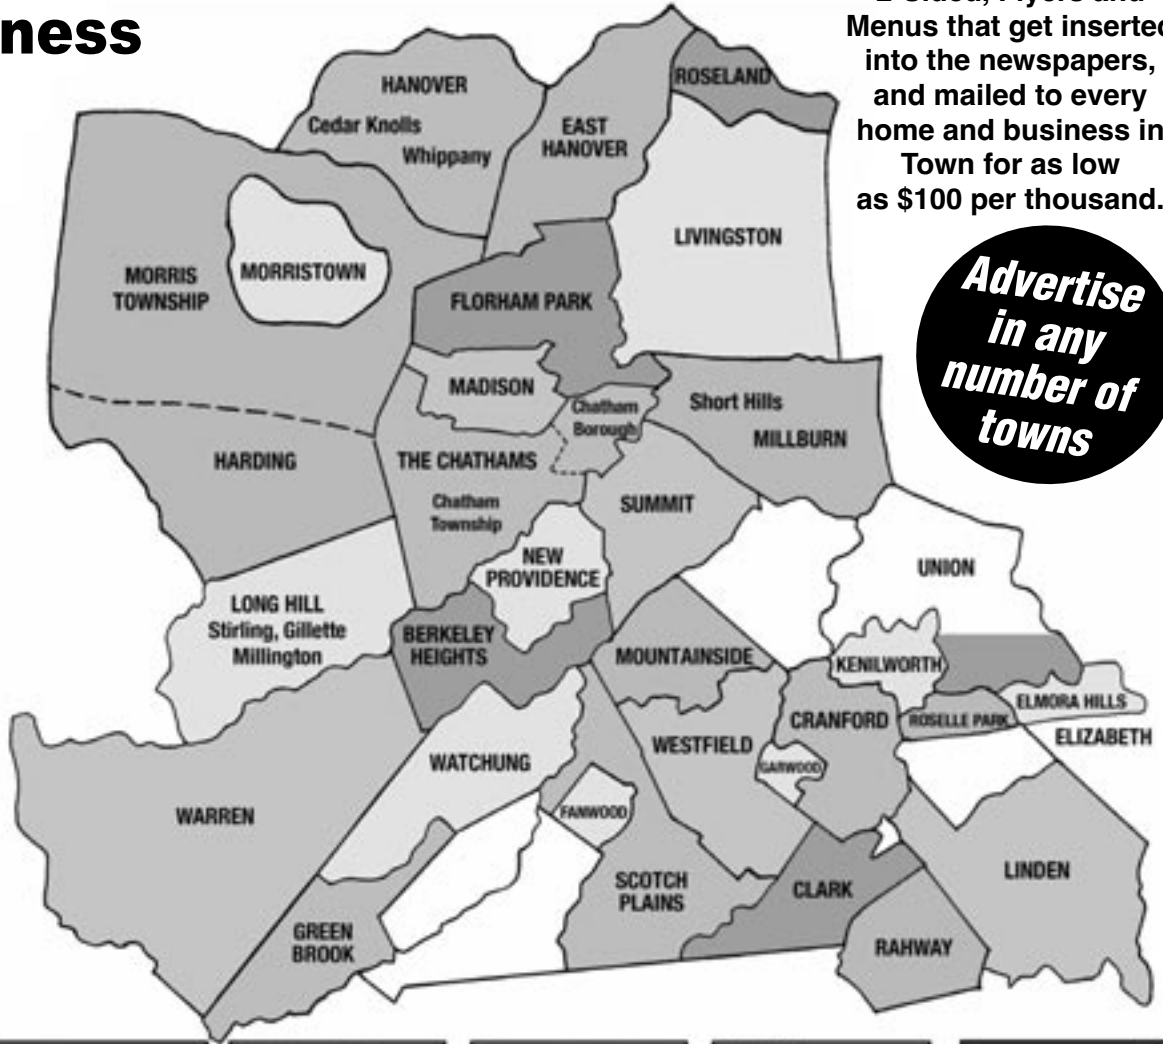 ness
2-Sided, Flyers and
Menus that get inserted
into the newspapers,
and mailed to every
home and business in
Town for as low
as $100 per thousand.
Advertise
in any
number of
towns
HANOVER
Cedar Knolls
Whippany
EAST
HANOVER
ROSELAND
LIVINGSTON
MORRIS
TOWNSHIP
MORRISTOWN
FLORHAM PARK
MADISON
Chatham
Borough
Short Hills
MILLBURN
HARDING
THE CHATHAMS
Chatham
Township
SUMMIT
NEW
PROVIDENCE
UNION
LONG HILL
Stirling, Gillette
Millington
BERKELEY
HEIGHTS
MOUNTAINSIDE
KENILWORTH
ELMORA HILLS
ROSELLE PARK
CRANFORD
ELIZABETH
WESTFIELD
GARWOOD
WATCHUNG
WARREN
FANWOOD
SCOTCH
PLAINS
CLARK
LINDEN
GREEN
BROOK
RAHWAY